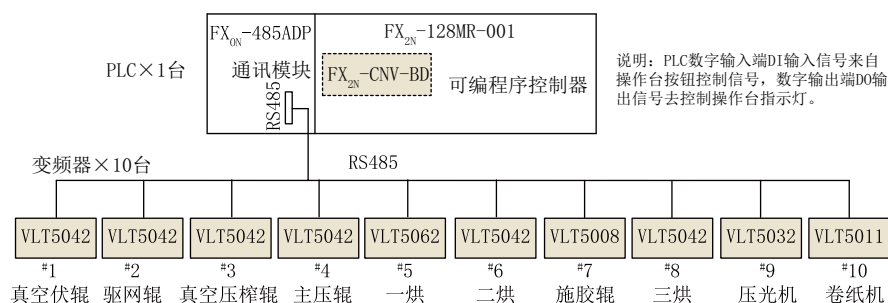 FX0N-485ADP
FX2N-128MR-001
PLC×1台
通讯模块
FX2N-CNV-BD
可编程序控制器
RS485
说明：PLC数字输入端DI输入信号来自
操作台按钮控制信号，数字输出端DO输
出信号去控制操作台指示灯。
变频器×10台
RS485
VLT5042 VLT5042 VLT5042 VLT5042 VLT5062 VLT5042 VLT5008 VLT5042 VLT5032 VLT5011
#1 #2 #3 #4 #5 #6 #7 #8 #9 #10
真空伏辊 驱网辊 真空压榨辊 主压辊 一烘 二烘 施胶辊 三烘 压光机 卷纸机